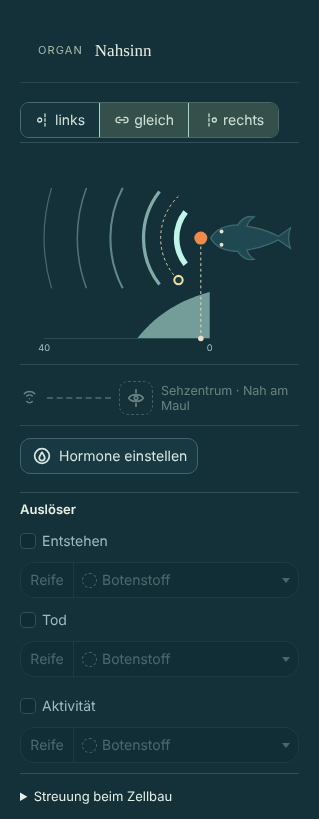 ORGAN Nahsinn
links gleich rechts
40 0
Sehzentrum · Nah am
Maul
Hormone einstellen
Auslöser
Entstehen
Reife Botenstoff
Tod
Reife Botenstoff
Aktivität
Reife Botenstoff
Streuung beim Zellbau